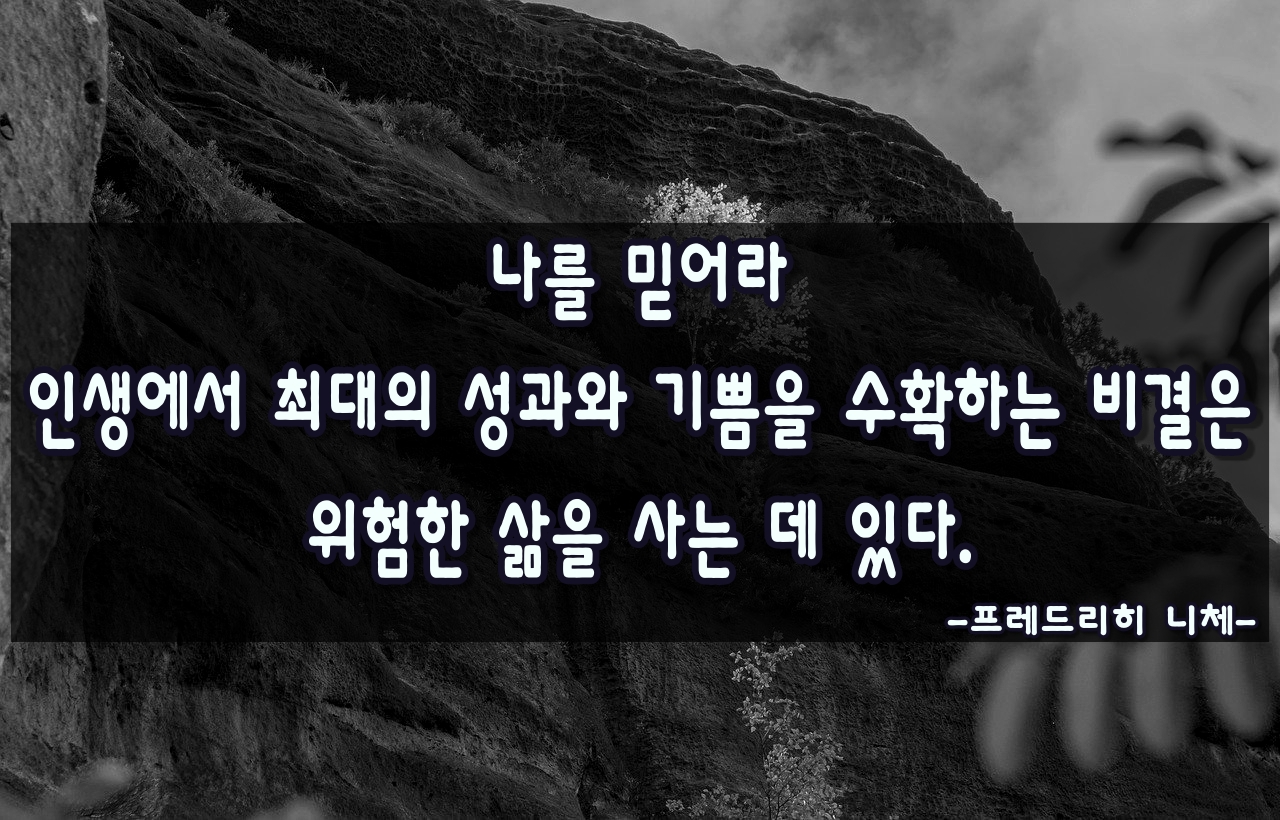 나를 믿어라
인생에서 최대의 성과와 기쁨을 수확하는 비결은
위험한 삶을 사는 데 있다.
-프레드리히 니체-